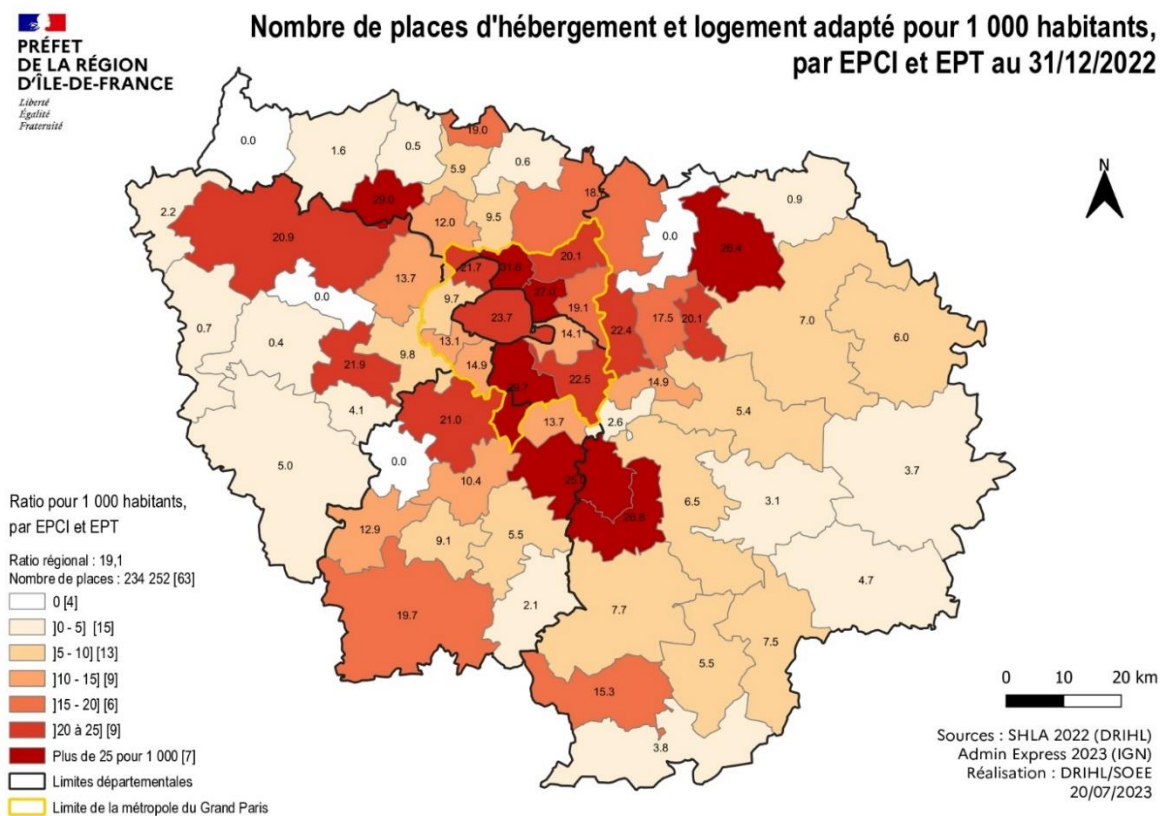 PRÉFET
DE LA RÉGION
D'ÎLE-DE-FRANCE
Liberté
Égalité
Fraternité
Nombre de places d'hébergement et logement adapté pour 1 000 habitants,
par EPCI et EPT au 31/12/2022
N
0.0
1.6
0.5
19.0
5.9
0.6
18.
0.9
2.2
29.0
12.0
9.5
0.0
26.4
20.9
13.7
21.7
31.6
20.1
0.0
9.7
27.0
19.1
7.0
6.0
0.7
0.4
23.7
22.4
17.5
20.1
9.8
13.1
14.1
21.9
14.9
22.5
14.9
4.1
21.0
13.7
2.6
5.4
5.0
0.0
3.7
10.4
25.
26.8
6.5
3.1
12.9
9.1
5.5
4.7
19.7
2.1
7.7
7.5
5.5
15.3
3.8
Ratio pour 1 000 habitants,
par EPCI et EPT
Ratio régional : 19,1
Nombre de places : 234 252 [63]
0 [4]
]0 - 5] [15]
]5 - 10] [13]
]10 - 15] [9]
]15 - 20] [6]
]20 à 25] [9]
Plus de 25 pour 1 000 [7]
Limites départementales
Limite de la métropole du Grand Paris
0 10 20 km
Sources : SHLA 2022 (DRIHL)
Admin Express 2023 (IGN)
Réalisation : DRIHL/SOEE
20/07/2023